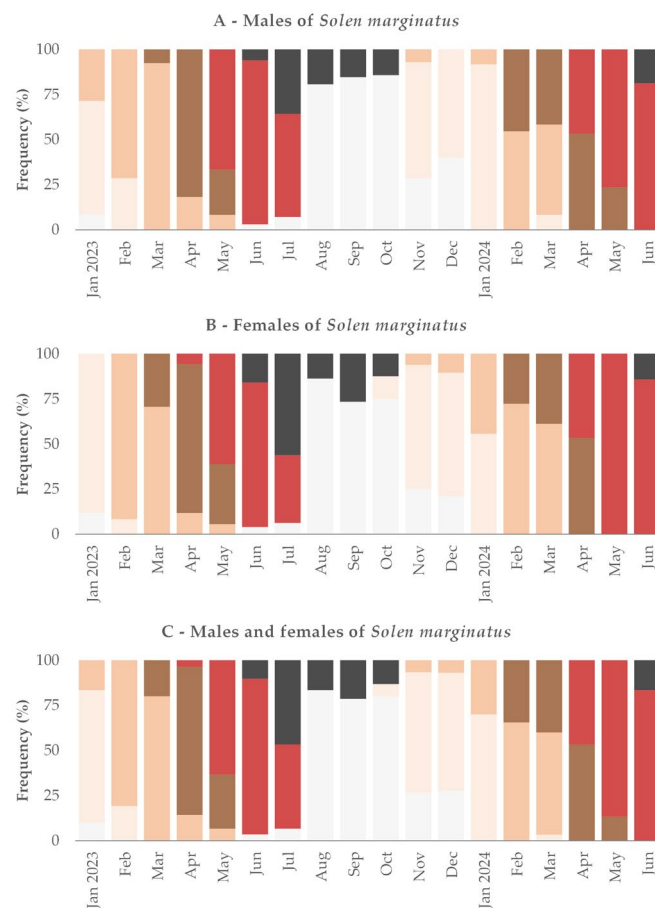 A - Males of Solen marginatus
Frequency (%)
100
75
50
25
0
Jan 2023
Feb
Mar
Apr
May
Jun
Jul
Aug
Sep
Oct
Nov
Dec
Jan 2024
Feb
Mar
Apr
May
Jun
B - Females of Solen marginatus
Frequency (%)
100
75
50
25
0
Jan 2023
Feb
Mar
Apr
May
Jun
Jul
Aug
Sep
Oct
Nov
Dec
Jan 2024
Feb
Mar
Apr
May
Jun
C - Males and females of Solen marginatus
Frequency (%)
100
75
50
25
0
Jan 2023
Feb
Mar
Apr
May
Jun
Jul
Aug
Sep
Oct
Nov
Dec
Jan 2024
Feb
Mar
Apr
May
Jun